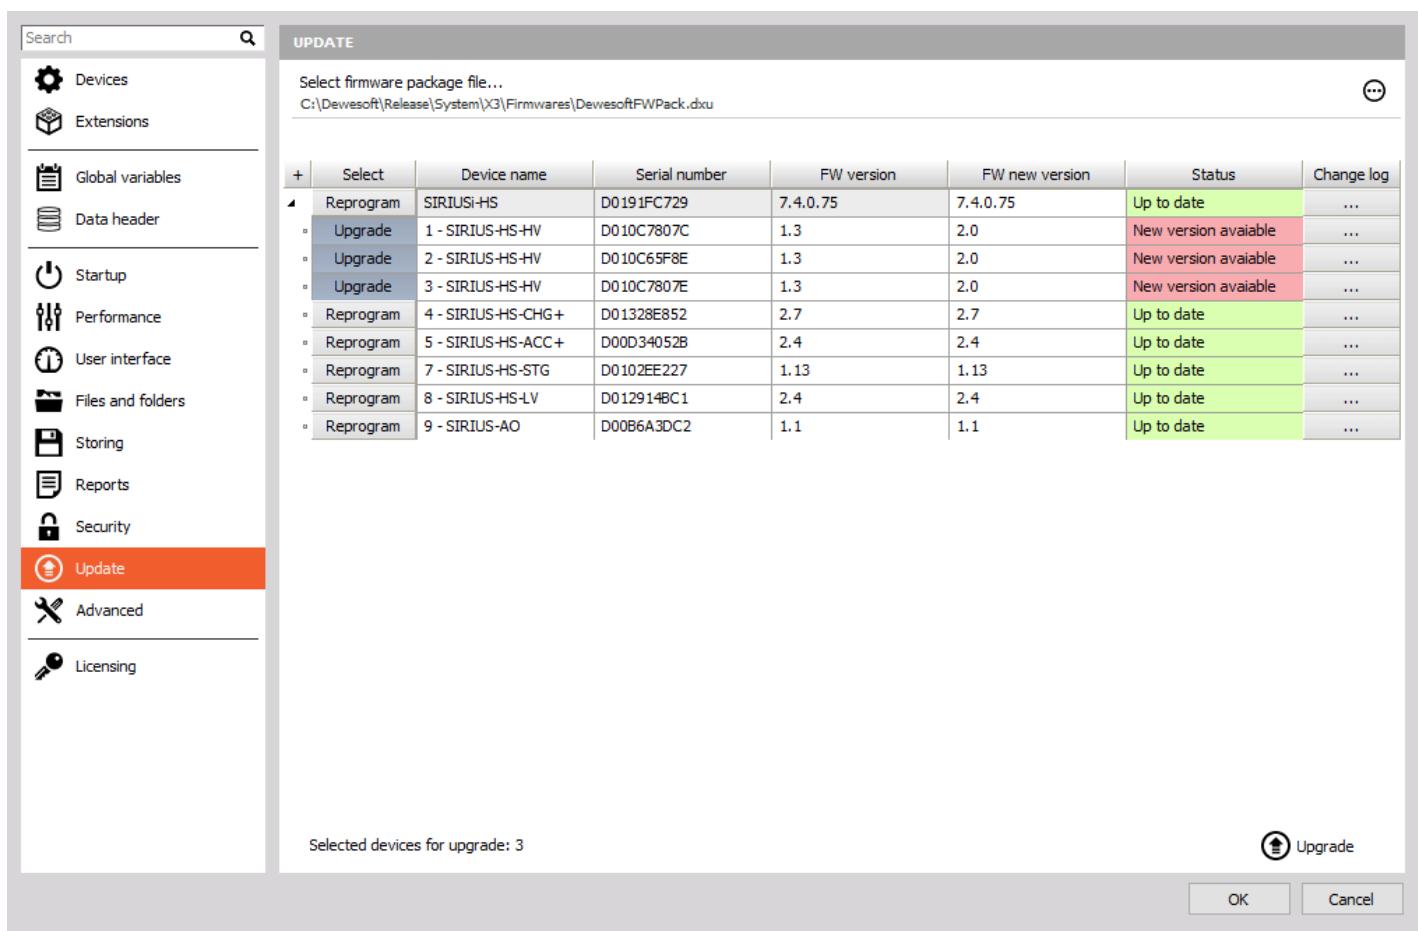 Search
Devices
Extensions
Global variables
Data header
Startup
Performance
User interface
Files and folders
Storing
Reports
Security
Update
Advanced
Licensing
UPDATE
Select firmware package file...
C:\Dewesoft\Release\System\X3\Firmwares\DewesoftFWPack.dxu
+ Select Device name Serial number FW version FW new version Status Change log
Reprogram SIRIUSi-HS D0191FC729 7.4.0.75 7.4.0.75 Up to date ...
Upgrade 1 - SIRIUS-HS-HV D010C7807C 1.3 2.0 New version avaiable ...
Upgrade 2 - SIRIUS-HS-HV D010C65F8E 1.3 2.0 New version avaiable ...
Upgrade 3 - SIRIUS-HS-HV D010C7807E 1.3 2.0 New version avaiable ...
Reprogram 4 - SIRIUS-HS-CHG+ D01328E852 2.7 2.7 Up to date ...
Reprogram 5 - SIRIUS-HS-ACC+ D00D34052B 2.4 2.4 Up to date ...
Reprogram 7 - SIRIUS-HS-STG D0102EE227 1.13 1.13 Up to date ...
Reprogram 8 - SIRIUS-HS-LV D012914BC1 2.4 2.4 Up to date ...
Reprogram 9 - SIRIUS-AO D00B6A3DC2 1.1 1.1 Up to date ...
Selected devices for upgrade: 3
Upgrade
OK
Cancel